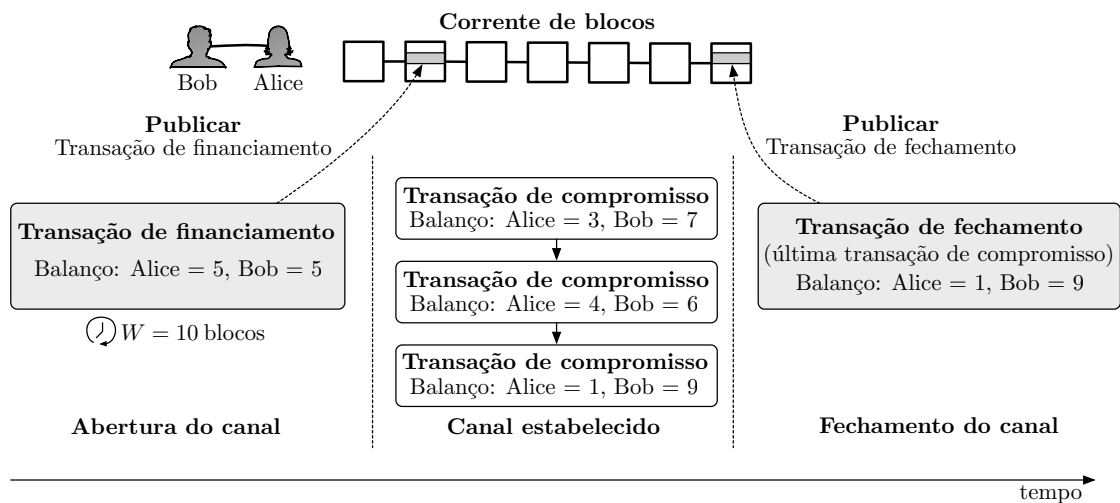 Corrente de blocos
Bob
Alice
Publicar
Transação de financiamento
Publicar
Transação de fechamento
Transação de financiamento
Balanço: Alice = 5, Bob = 5
W = 10 blocos
Abertura do canal
Transação de compromisso
Balanço: Alice = 3, Bob = 7
Transação de compromisso
Balanço: Alice = 4, Bob = 6
Transação de compromisso
Balanço: Alice = 1, Bob = 9
Canal estabelecido
Transação de fechamento
(última transação de compromisso)
Balanço: Alice = 1, Bob = 9
Fechamento do canal
tempo